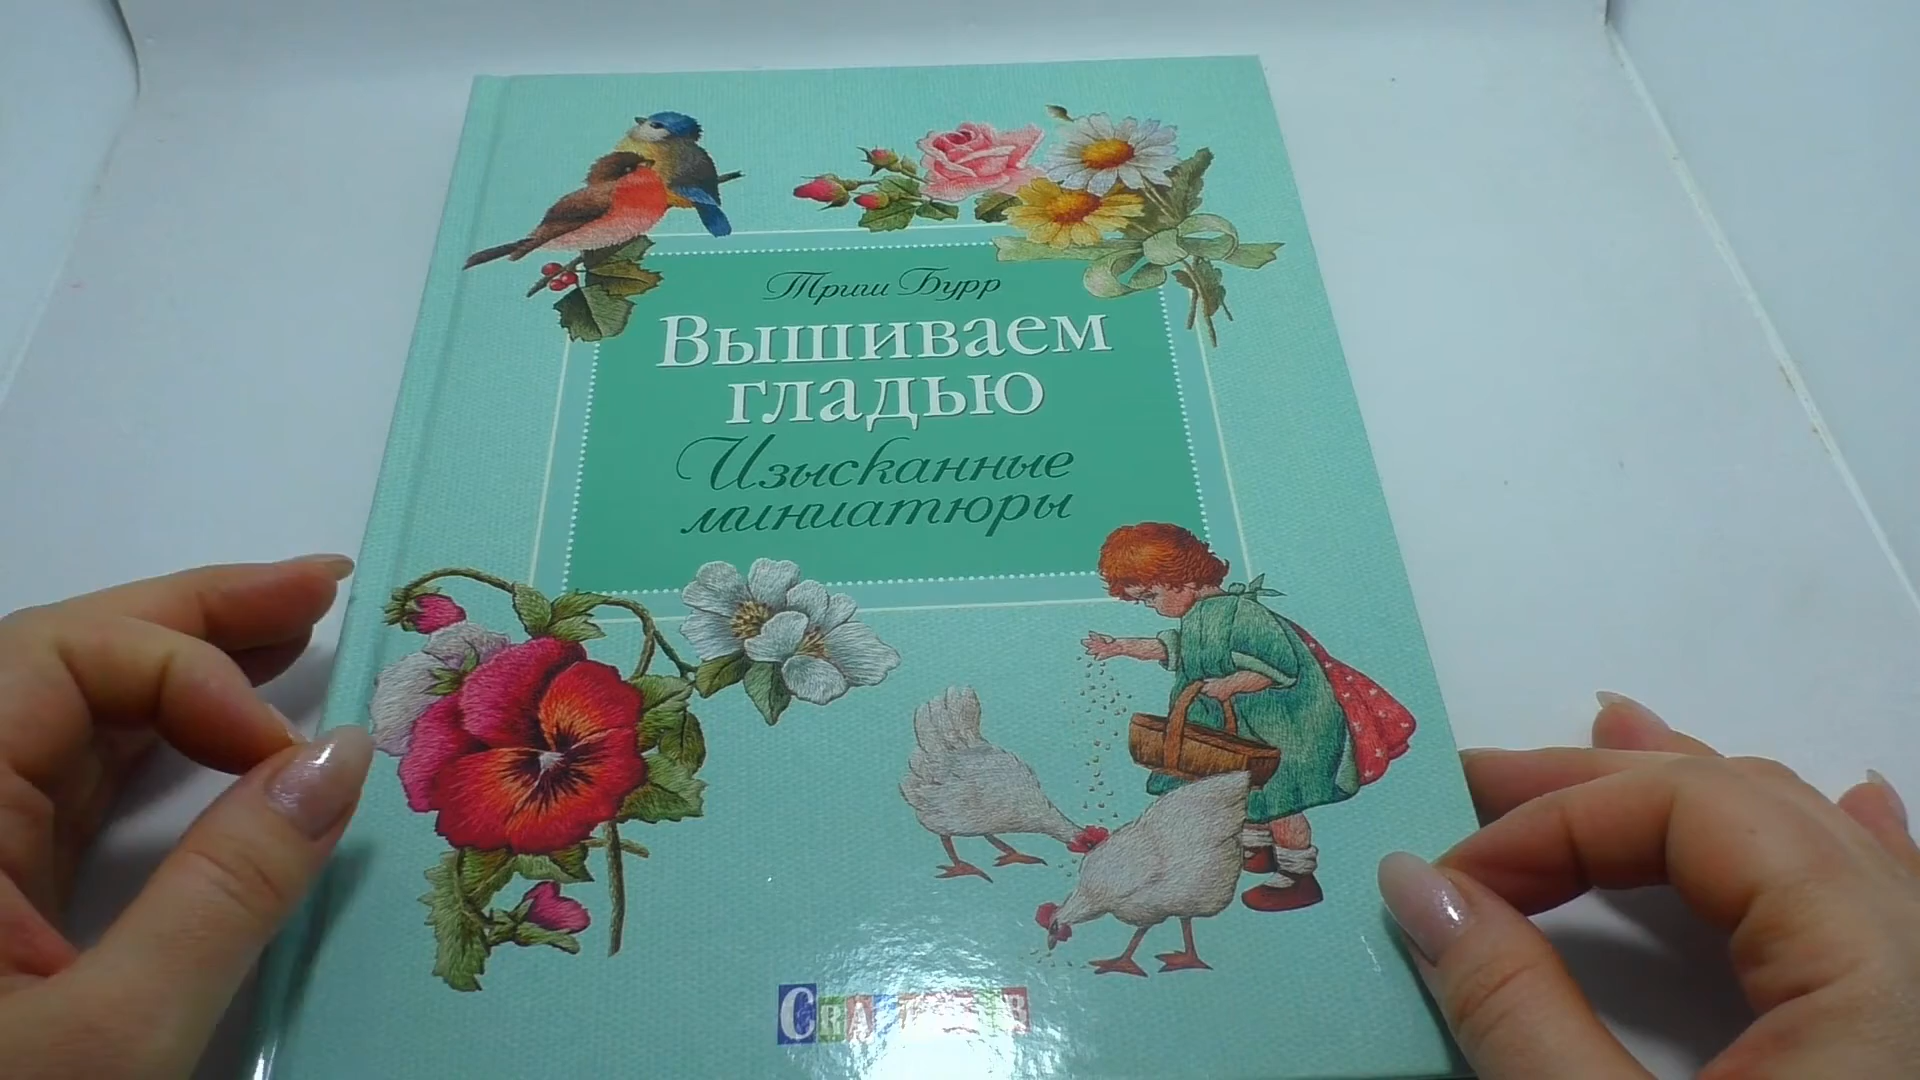 Триш Бурр
Вышиваем
гладью
Изысканные
миниатюры